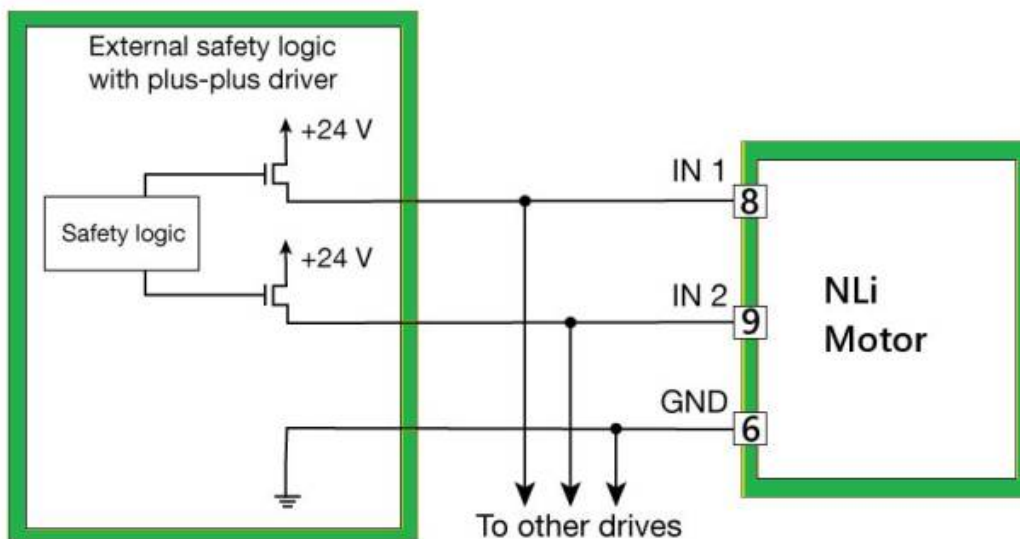 External safety logic
with plus-plus driver
+24 V
Safety logic
+24 V
IN 1
8
IN 2
9
GND
6
NLi
Motor
To other drives